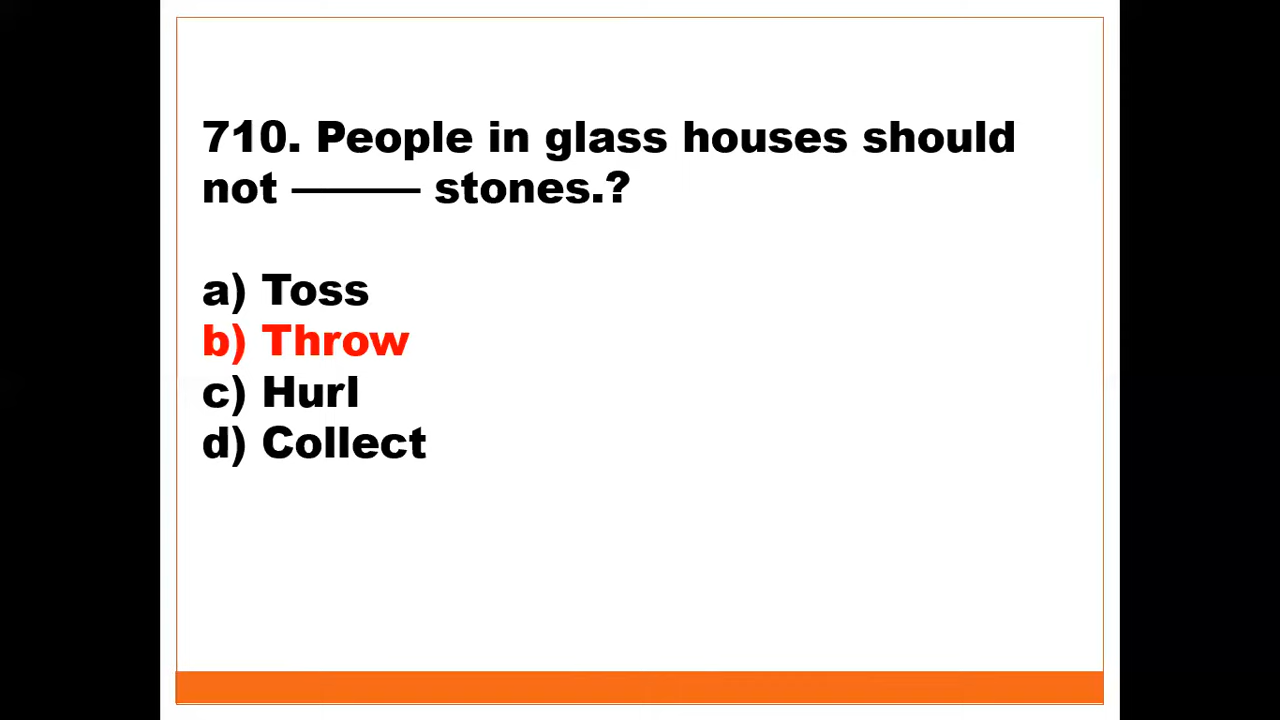 710. People in glass houses should
not ——— stones.?
a) Toss
b) Throw
c) Hurl
d) Collect